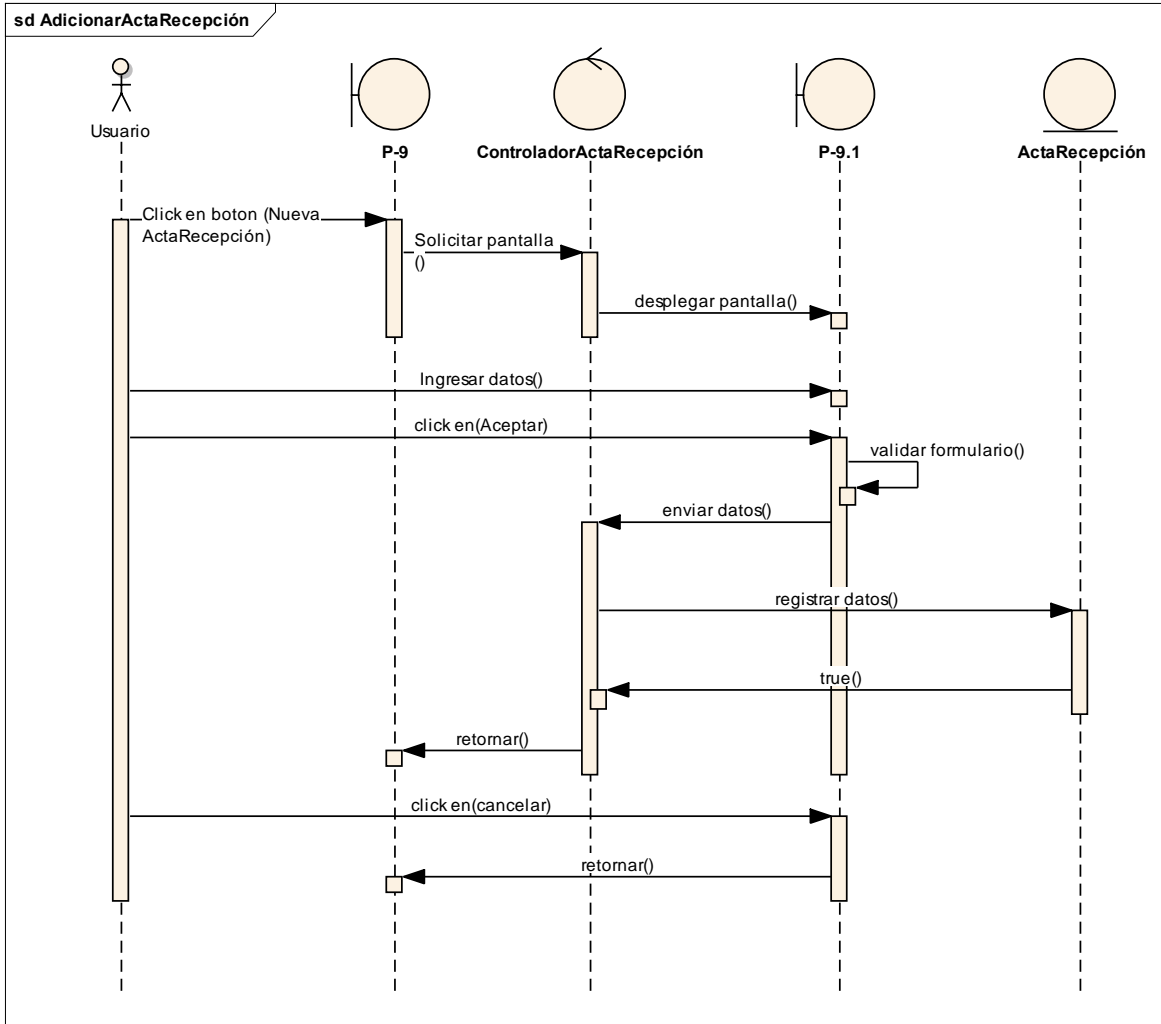 sd AdicionarActaRecepción
Usuario
P-9
ControladorActaRecepción
P-9.1
ActaRecepción
Click en boton (Nueva
ActaRecepción)
Solicitar pantalla
()
desplegar pantalla()
Ingresar datos()
click en(Aceptar)
validar formulario()
enviar datos()
registrar datos()
true()
retornar()
click en(cancelar)
retornar()